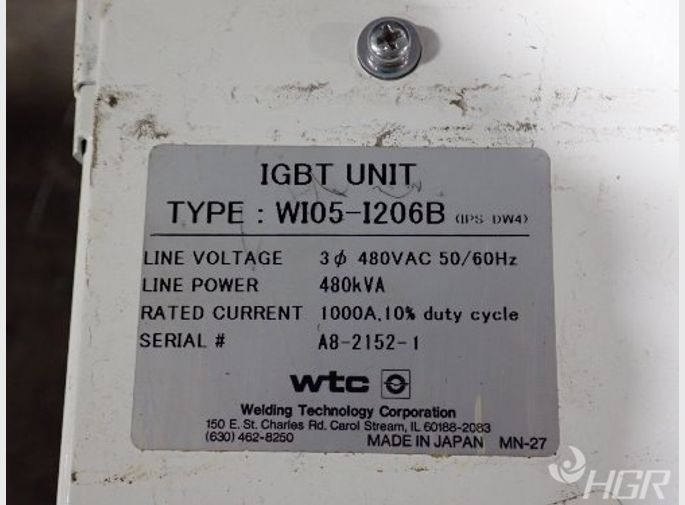 IGBT UNIT
TYPE : WI05-I206B (IPS-DW4)
LINE VOLTAGE 3φ 480VAC 50/60Hz
LINE POWER 480kVA
RATED CURRENT 1000A,10% duty cycle
SERIAL # A8-2152-1
wtc
Welding Technology Corporation
150 E. St. Charles Rd. Carol Stream, IL 60188-2083
(630) 462-8250
MADE IN JAPAN MN-27
HGR